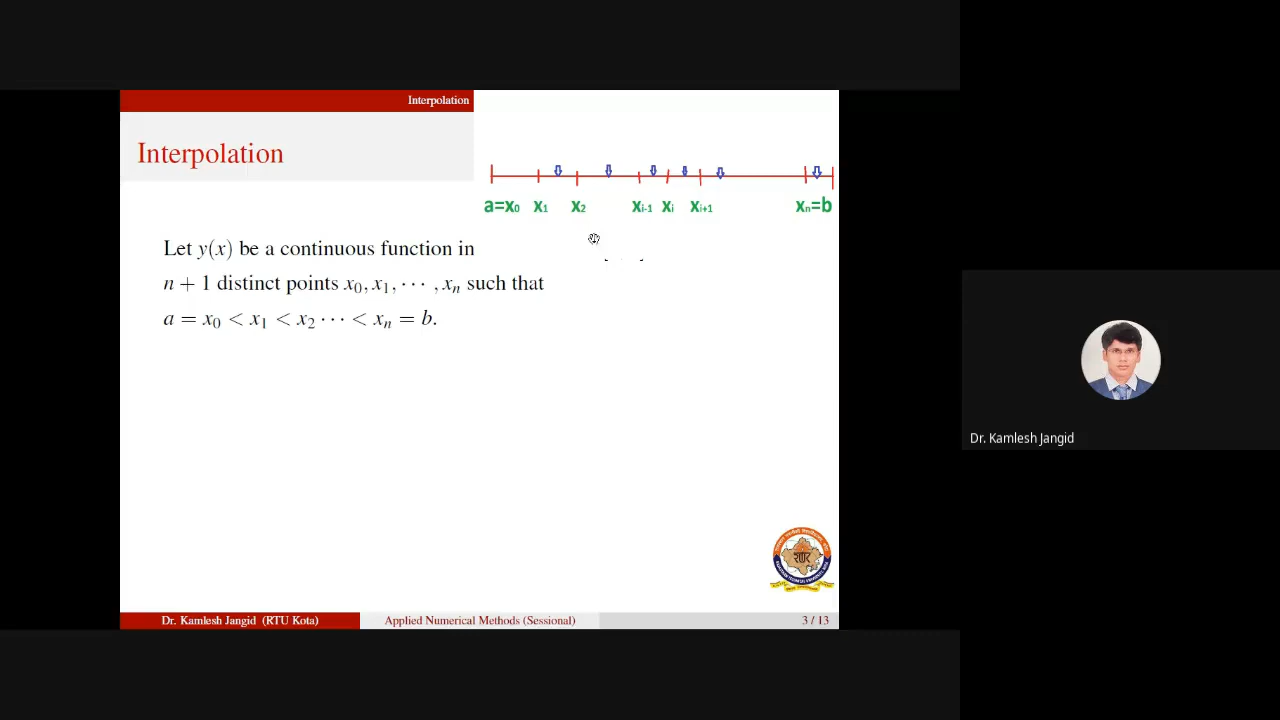 Interpolation
Interpolation
a=x₀ x₁ x₂ xᵢ₋₁ xᵢ xᵢ₊₁ xₙ=b
Let y(x) be a continuous function in
n + 1 distinct points x₀, x₁, ⋯ , xₙ such that
a = x₀ < x₁ < x₂ ⋯ < xₙ = b.
Dr. Kamlesh Jangid
Dr. Kamlesh Jangid (RTU Kota) Applied Numerical Methods (Sessional) 3 / 13